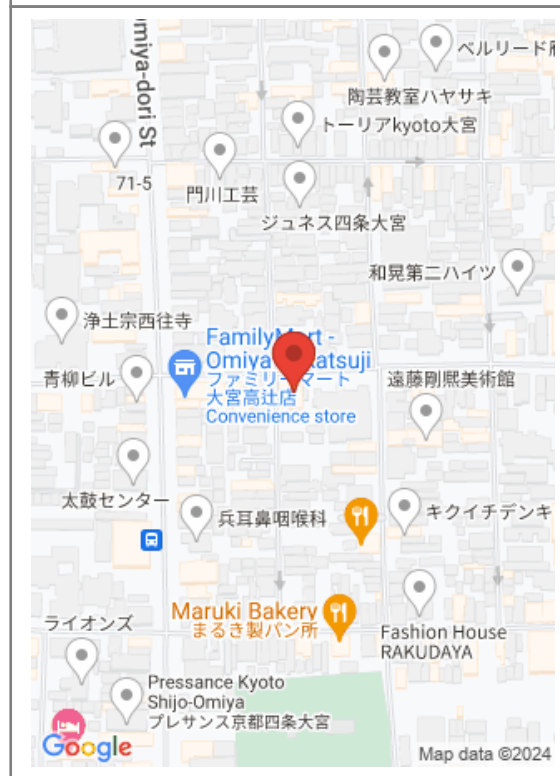 omiya-dori St
ベルリード
陶芸教室ハヤサキ
トーリアkyoto大宮
71-5
門川工芸
ジュネス四条大宮
和晃第二ハイツ
浄土宗西往寺
FamilyMart -
Omiya atsuji
ファミリーマート
大宮高辻店
Convenience store
青柳ビル
遠藤剛熈美術館
太鼓センター
兵耳鼻咽喉科
キクイチデンキ
Maruki Bakery
まるき製パン所
ライオンズ
Fashion House
RAKUDAYA
Pressance Kyoto
Shijo-Omiya
プレサンス京都四条大宮
Google
Map data ©2024